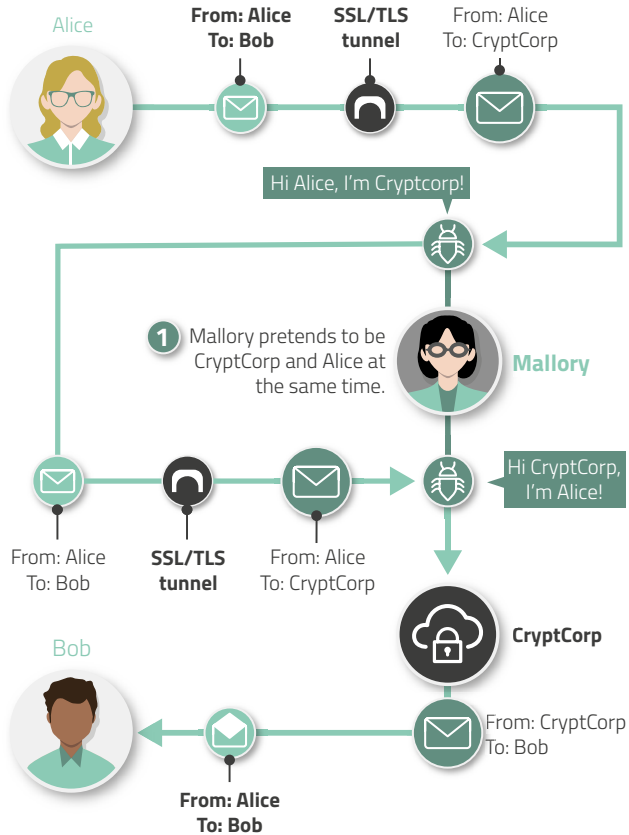 Alice
From: Alice
To: Bob
SSL/TLS
tunnel
From: Alice
To: CryptCorp
Hi Alice, I'm Cryptcorp!
1
Mallory pretends to be
CryptCorp and Alice at
the same time.
Mallory
Hi CryptCorp,
I'm Alice!
From: Alice
To: Bob
SSL/TLS
tunnel
From: Alice
To: CryptCorp
CryptCorp
Bob
From: CryptCorp
To: Bob
From: Alice
To: Bob